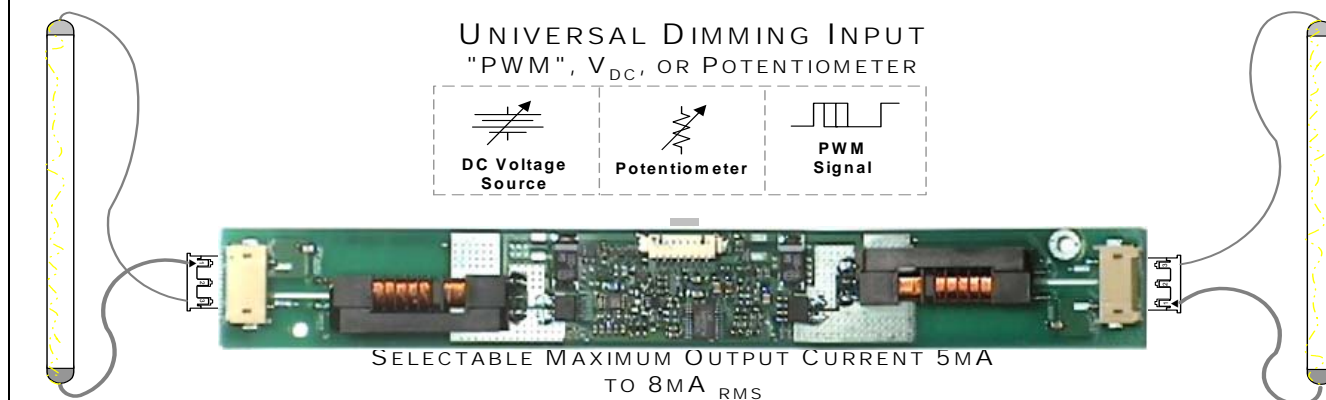 UNIVERSAL DIMMING INPUT
"PWM", VDC, OR POTENTIOMETER
DC Voltage
Source
Potentiometer
PWM
Signal
SELECTABLE MAXIMUM OUTPUT CURRENT 5MA
TO 8MA RMS